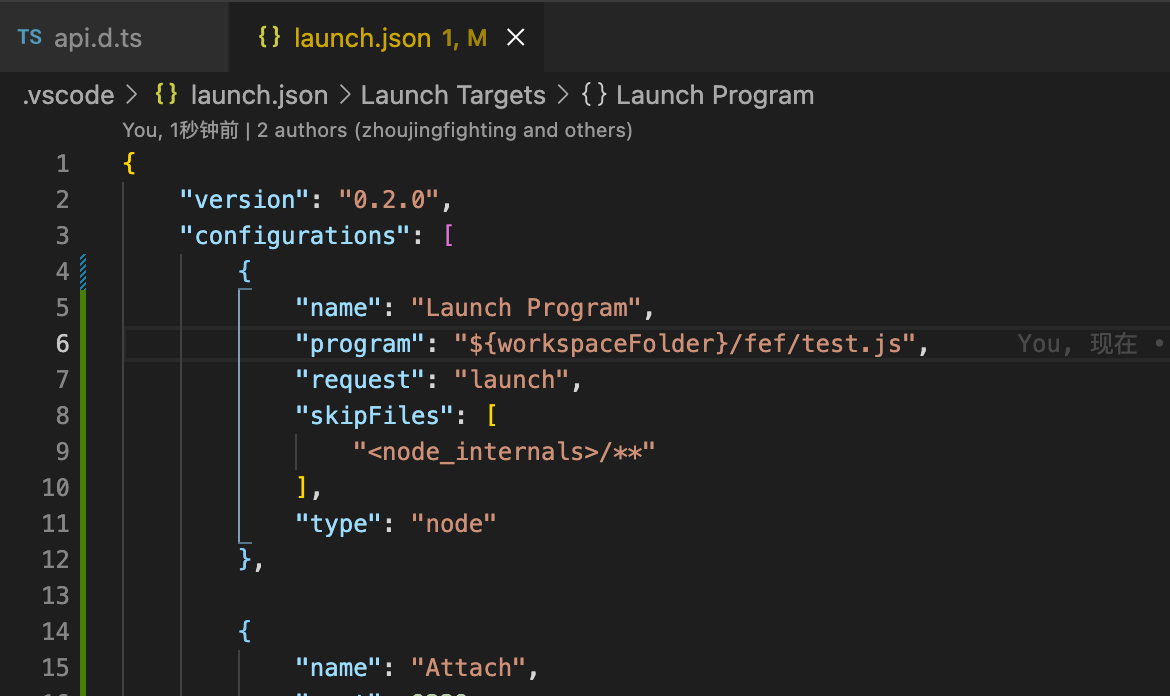 TS api.d.ts {} launch.json 1, M ×
.vscode > {} launch.json > Launch Targets > {} Launch Program
You, 1秒钟前 | 2 authors (zhoujingfighting and others)
1 {
2 "version": "0.2.0",
3 "configurations": [
4 {
5 "name": "Launch Program",
6 "program": "${workspaceFolder}/fef/test.js", You, 现在 •
7 "request": "launch",
8 "skipFiles": [
9 "<node_internals>/**"
10 ],
11 "type": "node"
12 },
13
14 {
15 "name": "Attach",